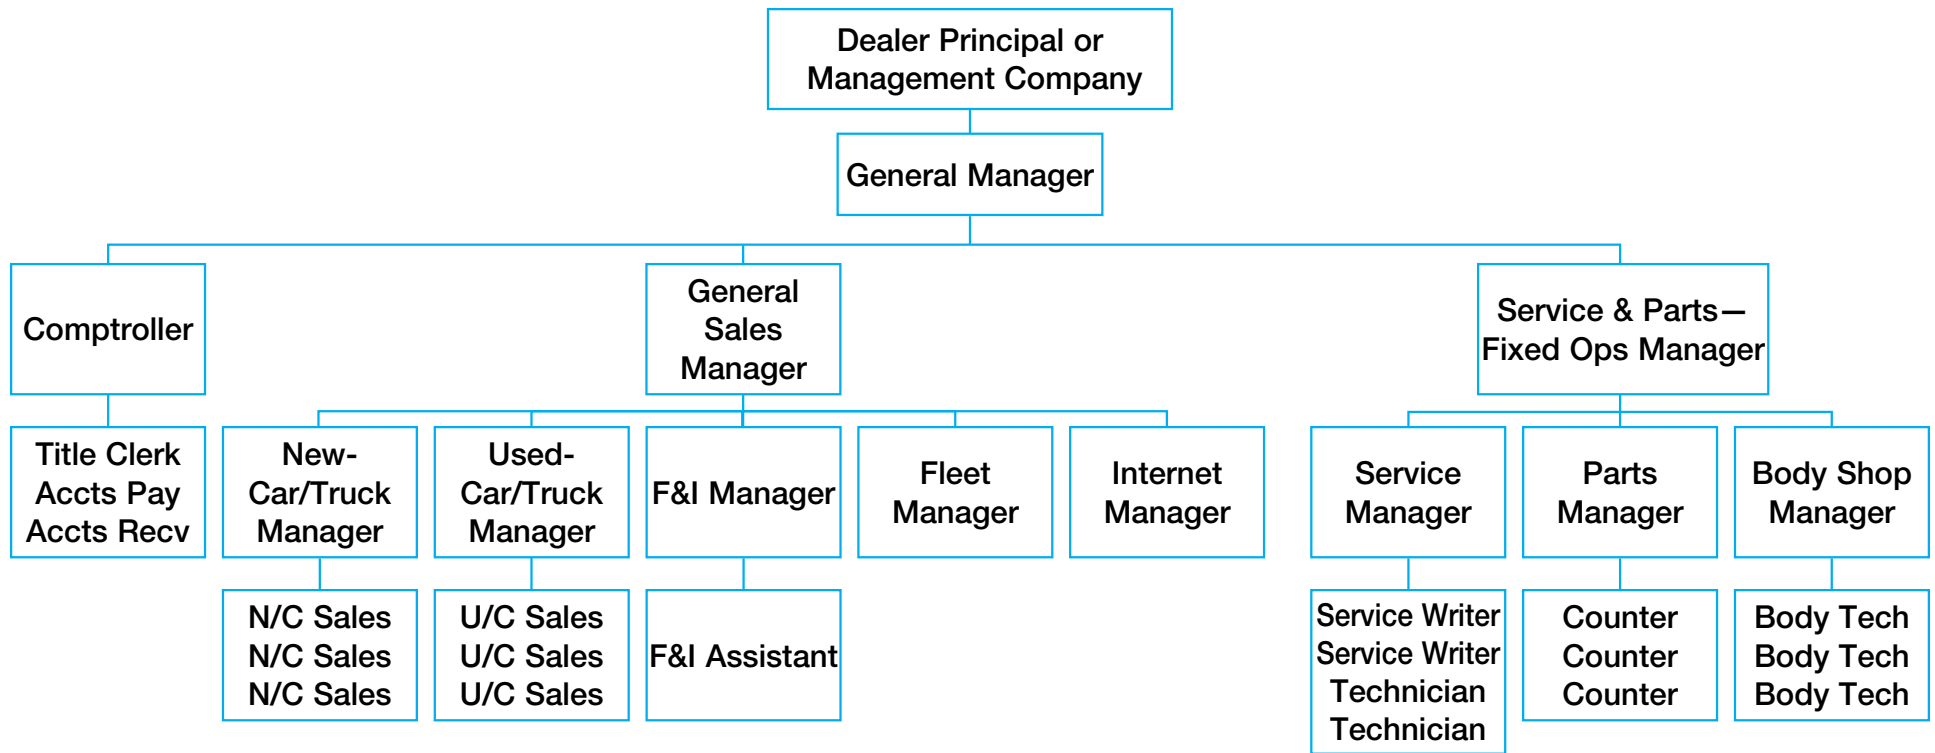 Dealer Principal or
Management Company
General Manager
Comptroller
General
Sales
Manager
Service & Parts—
Fixed Ops Manager
Title Clerk
Accts Pay
Accts Recv
New-
Car/Truck
Manager
Used-
Car/Truck
Manager
F&I Manager
Fleet
Manager
Internet
Manager
Service
Manager
Parts
Manager
Body Shop
Manager
N/C Sales
N/C Sales
N/C Sales
U/C Sales
U/C Sales
U/C Sales
F&I Assistant
Service Writer
Service Writer
Technician
Technician
Counter
Counter
Counter
Body Tech
Body Tech
Body Tech